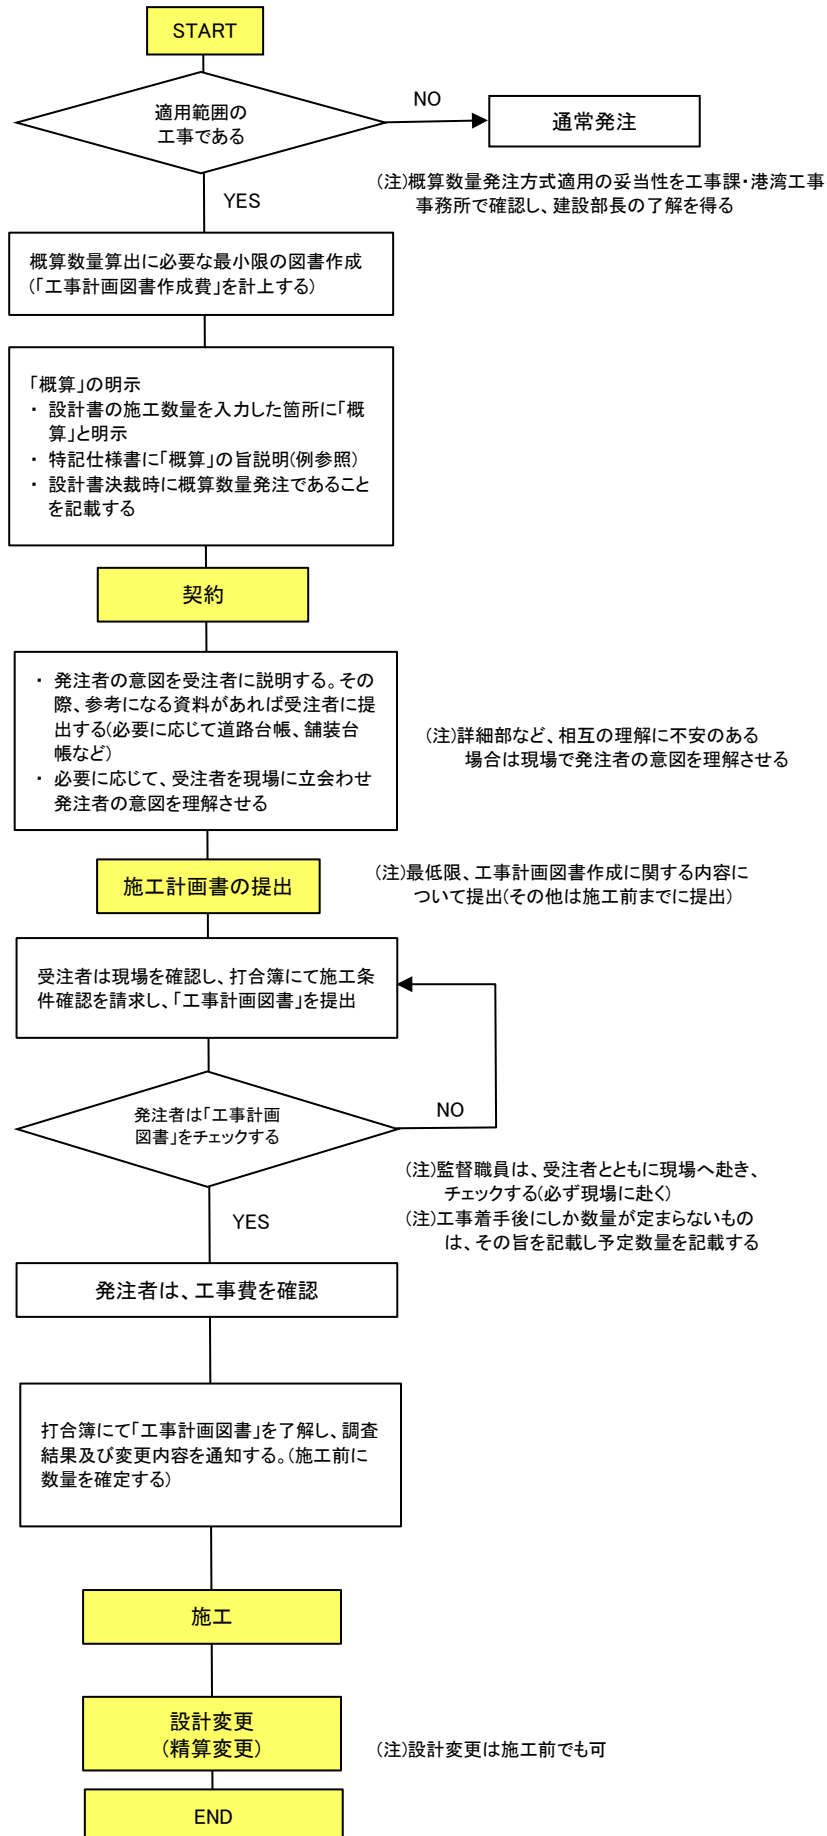 START
適用範囲の
工事である
NO
通常発注
(注)概算数量発注方式適用の妥当性を工事課・港湾工事
事務所で確認し、建設部長の了解を得る
YES
概算数量算出に必要な最小限の図書作成
(「工事計画図書作成費」を計上する)
「概算」の明示
・ 設計書の施工数量を入力した箇所に「概
算」と明示
・ 特記仕様書に「概算」の旨説明(例参照)
・ 設計書決裁時に概算数量発注であること
を記載する
契約
・ 発注者の意図を受注者に説明する。その
際、参考になる資料があれば受注者に提
出する(必要に応じて道路台帳、舗装台
帳など)
・ 必要に応じて、受注者を現場に立会わせ
発注者の意図を理解させる
(注)詳細部など、相互の理解に不安のある
場合は現場で発注者の意図を理解させる
施工計画書の提出
(注)最低限、工事計画図書作成に関する内容に
ついて提出(その他は施工前までに提出)
受注者は現場を確認し、打合簿にて施工条
件確認を請求し、「工事計画図書」を提出
発注者は「工事計画
図書」をチェックする
NO
(注)監督職員は、受注者とともに現場へ赴き、
チェックする(必ず現場に赴く)
(注)工事着手後にしか数量が定まらないもの
は、その旨を記載し予定数量を記載する
YES
発注者は、工事費を確認
打合簿にて「工事計画図書」を了解し、調査
結果及び変更内容を通知する。(施工前に
数量を確定する)
施工
設計変更
(精算変更)
(注)設計変更は施工前でも可
END